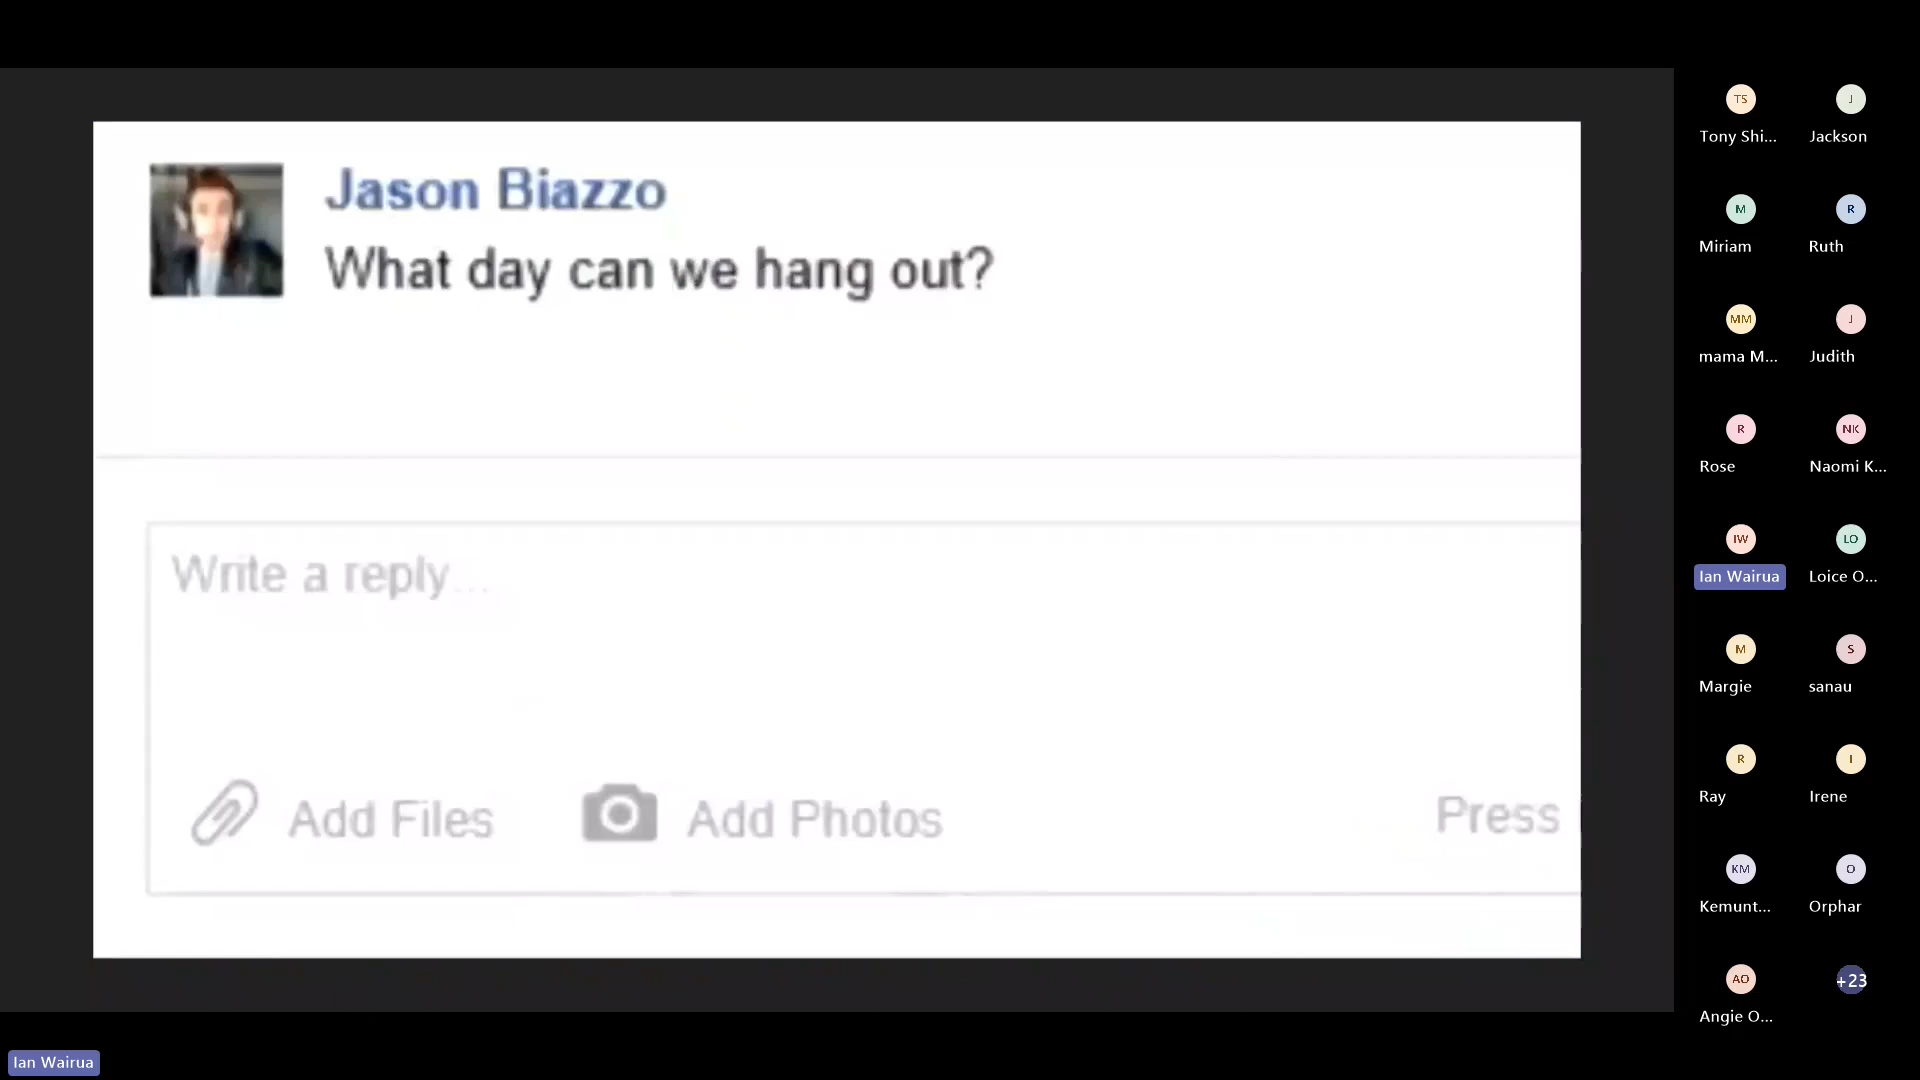 Jason Biazzo
What day can we hang out?
Write a reply...
Add Files
Add Photos
Press
TS
Tony Shi...
J
Jackson
M
Miriam
R
Ruth
MM
mama M...
J
Judith
R
Rose
NK
Naomi K...
IW
Ian Wairua
LO
Loice O...
M
Margie
S
sanau
R
Ray
I
Irene
KM
Kemunt...
O
Orphar
AO
Angie O...
+23
Ian Wairua